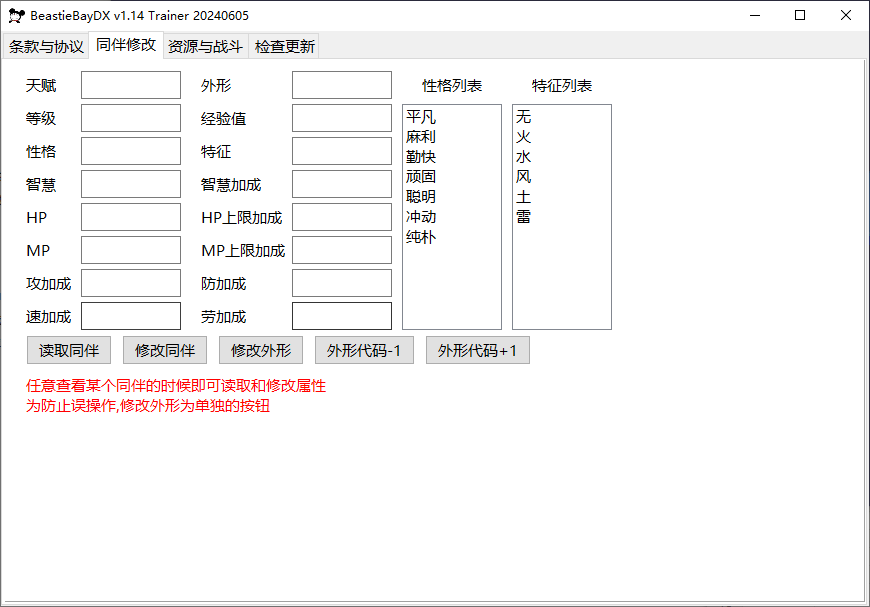 BeastieBayDX v1.14 Trainer 20240605
条款与协议 同伴修改 资源与战斗 检查更新
天赋 外形 性格列表 特征列表
等级 经验值
性格 特征
智慧 智慧加成
HP HP上限加成
MP MP上限加成
攻加成 防加成
速加成 劳加成
平凡
麻利
勤快
顽固
聪明
冲动
纯朴
无
火
水
风
土
雷
读取同伴 修改同伴 修改外形 外形代码-1 外形代码+1
任意查看某个同伴的时候即可读取和修改属性
为防止误操作,修改外形为单独的按钮